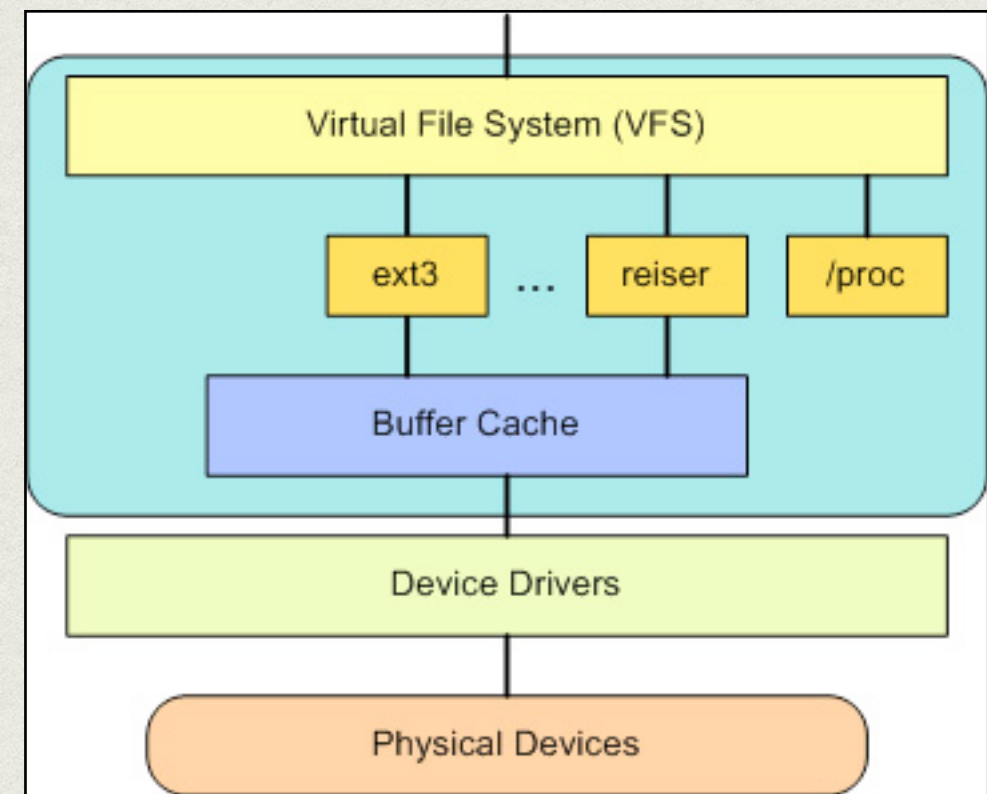 Virtual File System (VFS)
ext3 ... reiser /proc
Buffer Cache
Device Drivers
Physical Devices